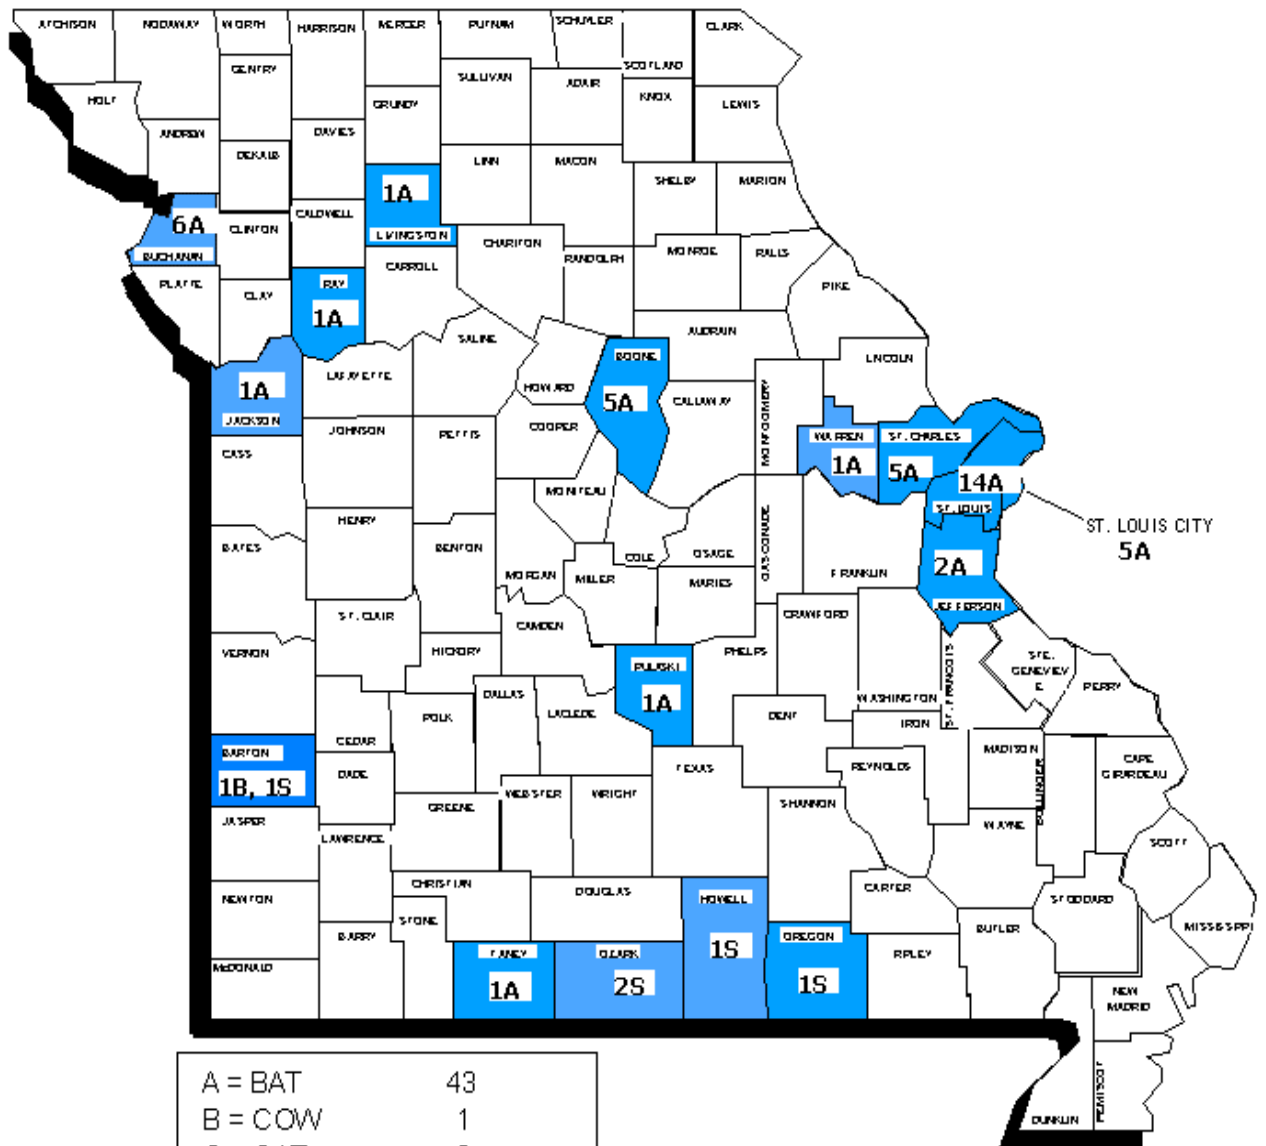 ATCHISON NODAWAY WORTH HARRISON MERCER PUTNAM SCHUYLER CLARK
GENTRY SULLIVAN ADAIR SCOTLAND
HOLT GRUNDY KNOX LEWIS
ANDREW DAVIES
DEKALB LINN MACON
1A SHELBY MARION
6A CLINTON CALDWELL LIVINGSTON CHARITON
BUCHANAN CARROLL RANDOLPH MONROE RALLS
PLATTE CLAY RAY PIKE
1A SALINE AUDRAIN
BOONE LNCOLN
1A LAFAYETTE HOWARD 5A CALLAWAY MONTGOMERY
JACKSON JOHNSON PETTIS COOPER WARREN ST. CHARLES
CASS 1A 5A 14A
MONITEAU ST. LOUIS
HENRY ST. LOUIS CITY
BATES BENTON COLE OSAGE GASCONADE 5A
MORGAN MILLER MARIES FRANKLIN 2A
ST. CLAIR CAMDEN CRAWFORD JEFFERSON
VERNON HICKORY PULASKI PHELPS STE.
GENEVIEV
E
DALLAS LACLEDE 1A WASHINGTON ST. FRANCOIS PERRY
POLK DENT IRON
BARTON CEDAR MADISON CAPE
GIRARDEAU
1B, 1S DADE TEXAS REYNOLDS BOLLINGER
GREENE WEBSTER WRIGHT SHANNON
JASPER LAWRENCE WAYNE SCOTT
CHRISTIAN DOUGLAS CARTER
NEWTON STONE HOWELL STODDARD
BARRY OREGON BUTLER MISSISSIPPI
McDONALD TANEY OZARK 1S RIPLEY
1A 2S 1S NEW
MADRID
PEMISCOT
DUNKLIN
A = BAT 43
B = COW 1